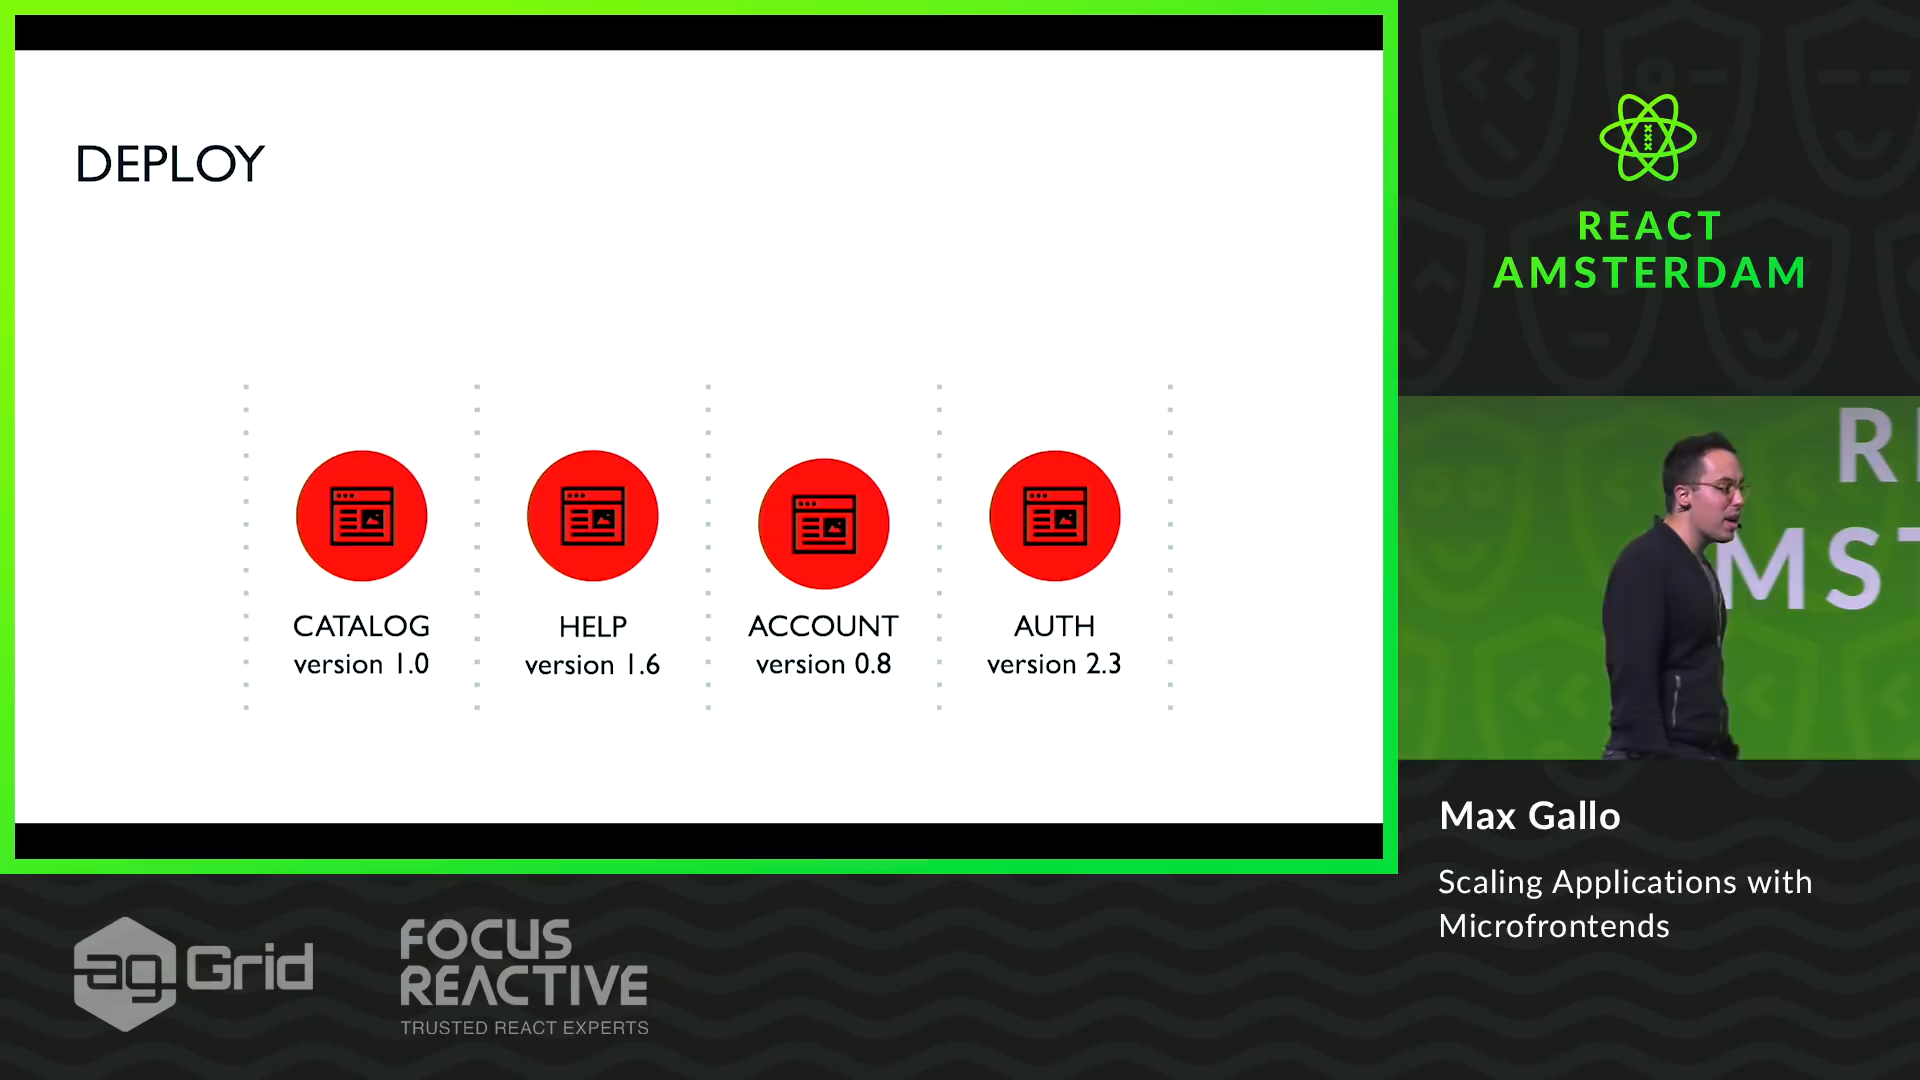 DEPLOY
CATALOG
version 1.0
HELP
version 1.6
ACCOUNT
version 0.8
AUTH
version 2.3
REACT
AMSTERDAM
R
MST
Max Gallo
Scaling Applications with
Microfrontends
ag Grid
FOCUS
REACTIVE
TRUSTED REACT EXPERTS